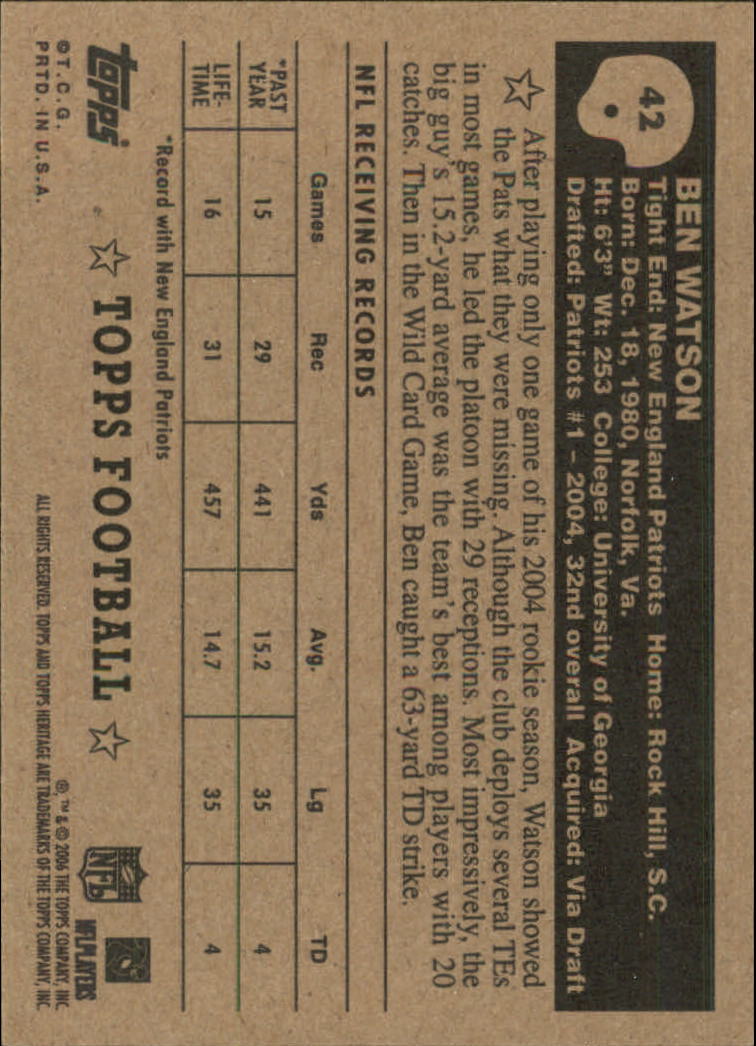 42
BEN WATSON
Tight End: New England Patriots Home: Rock Hill, S.C.
Born: Dec. 18, 1980, Norfolk, Va.
Ht: 6'3" Wt: 253 College: University of Georgia
Drafted: Patriots #1 – 2004, 32nd overall Acquired: Via Draft
After playing only one game of his 2004 rookie season, Watson showed
the Pats what they were missing. Although the club deploys several TEs
in most games, he led the platoon with 29 receptions. Most impressively, the
big guy's 15.2-yard average was the team's best among players with 20
catches. Then in the Wild Card Game, Ben caught a 63-yard TD strike.
NFL RECEIVING RECORDS
Games Rec Yds Avg. Lg TD
*PAST
YEAR 15 29 441 15.2 35 4
LIFE-
TIME 16 31 457 14.7 35 4
*Record with New England Patriots
topps
TOPPS FOOTBALL
NFL
NFLPLAYERS
©T.C.G.
PRTD. IN U.S.A.
®, ™ & © 2006 THE TOPPS COMPANY, INC
ALL RIGHTS RESERVED. TOPPS AND TOPPS HERITAGE ARE TRADEMARKS OF THE TOPPS COMPANY, INC